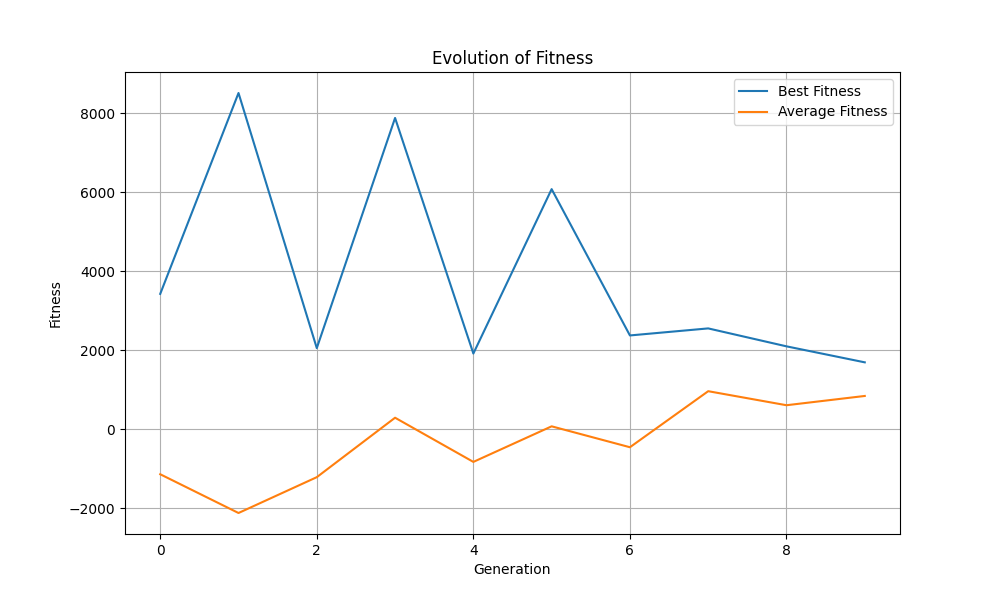 Evolution of Fitness
Best Fitness
Average Fitness
8000
6000
4000
2000
0
−2000
Fitness
0 2 4 6 8
Generation